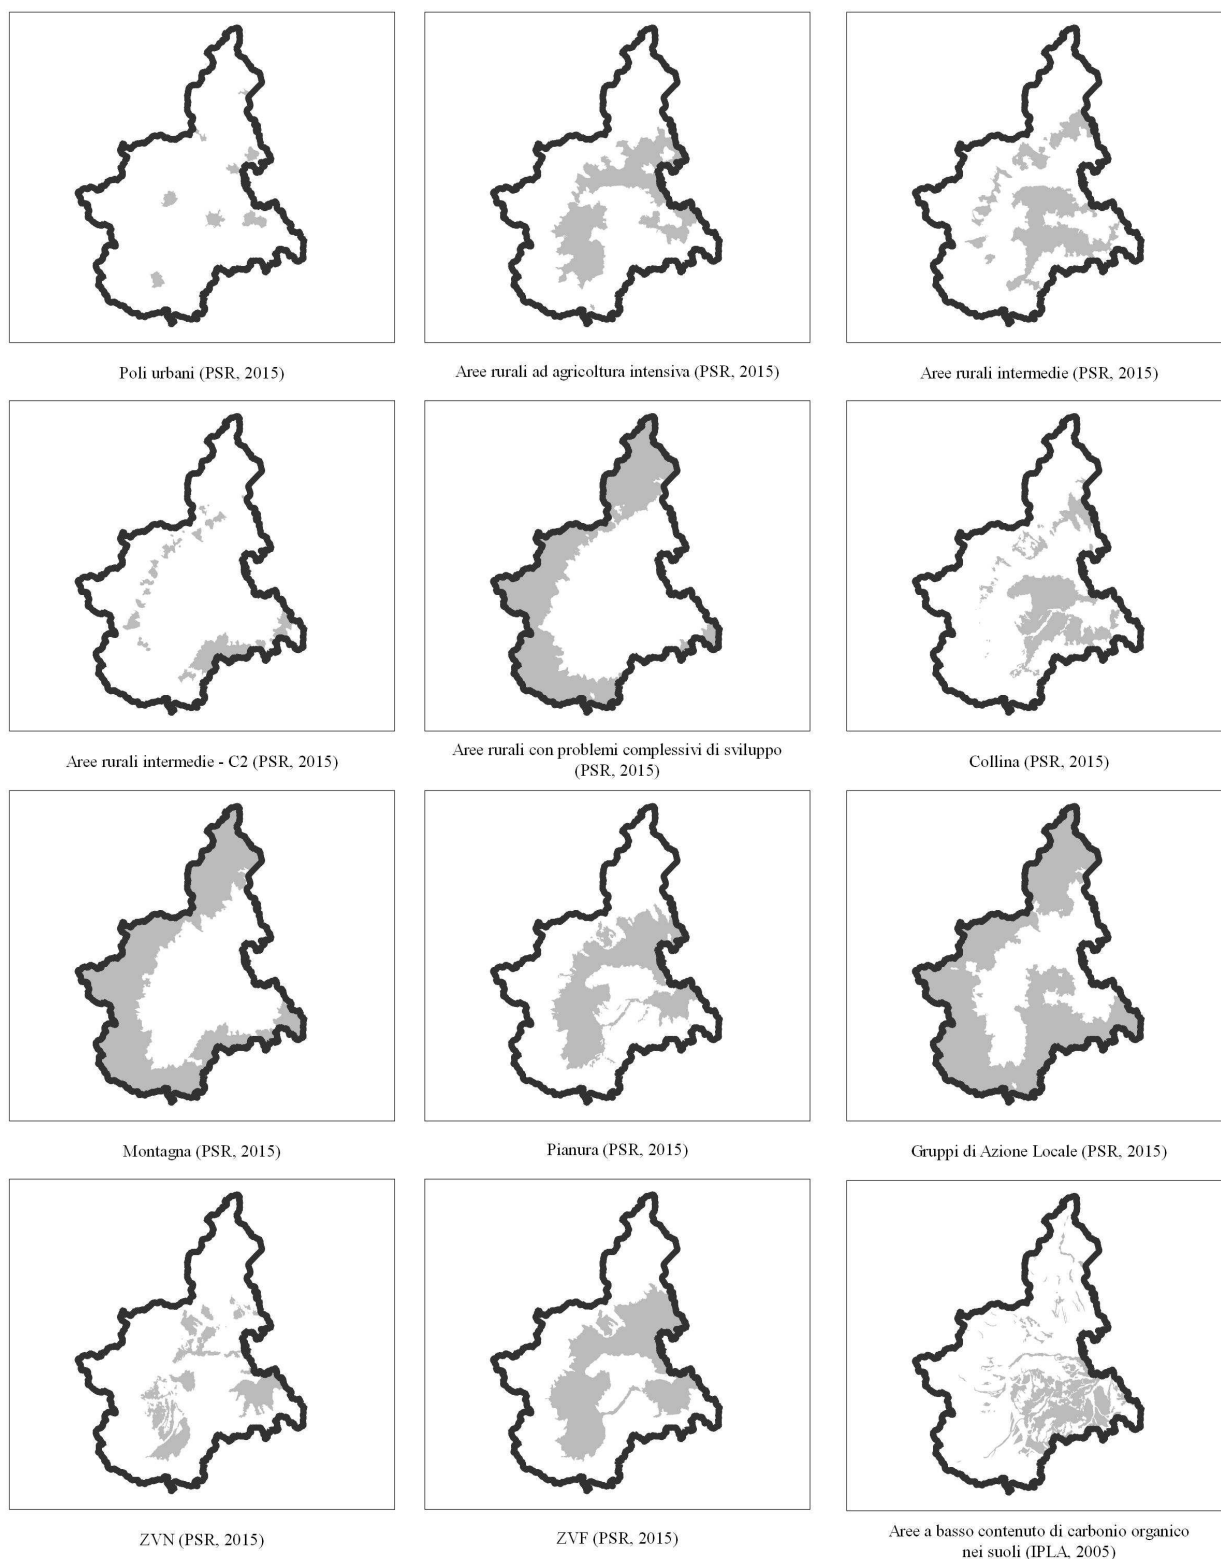 Poli urbani (PSR, 2015)
Aree rurali ad agricoltura intensiva (PSR, 2015)
Aree rurali intermedie (PSR, 2015)
Aree rurali intermedie - C2 (PSR, 2015)
Aree rurali con problemi complessivi di sviluppo
(PSR, 2015)
Collina (PSR, 2015)
Montagna (PSR, 2015)
Pianura (PSR, 2015)
Gruppi di Azione Locale (PSR, 2015)
ZVN (PSR, 2015)
ZVF (PSR, 2015)
Aree a basso contenuto di carbonio organico
nei suoli (IPLA, 2005)